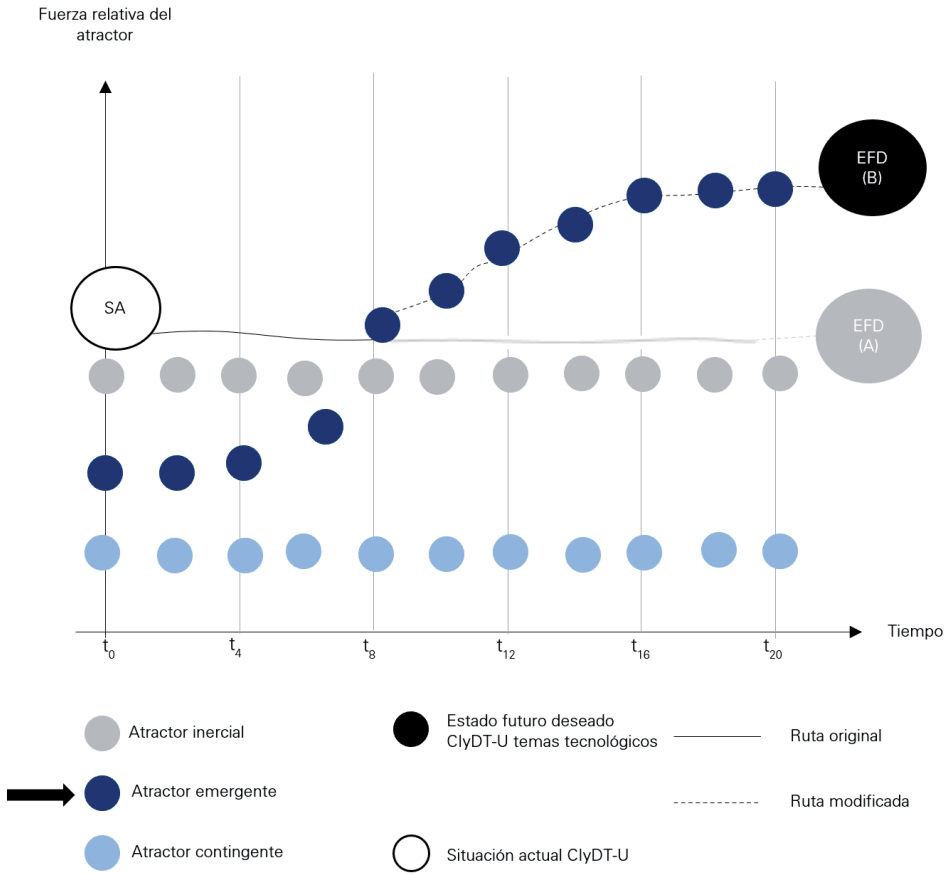 Fuerza relativa del
atractor
EFD
(B)
SA
EFD
(A)
Tiempo
t0
t4
t8
t12
t16
t20
Atractor inercial
Estado futuro deseado
CIyDT-U temas tecnológicos
Ruta original
Atractor emergente
Ruta modificada
Atractor contingente
Situación actual CIyDT-U